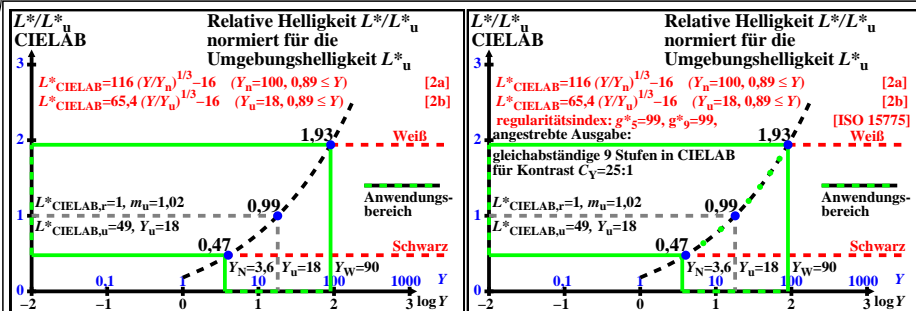 L*/L*u
CIELAB
Relative Helligkeit L*/L*u
normiert für die
Umgebungshelligkeit L*u
3
L*CIELAB=116 (Y/Yn)1/3–16 (Yn=100, 0,89 ≤ Y) [2a]
L*CIELAB=65,4 (Y/Yu)1/3–16 (Yu=18, 0,89 ≤ Y) [2b]
1,93
Weiß
2
L*CIELAB,r=1, mu=1,02
0,99
Anwendungs-
bereich
1
L*CIELAB,u=49, Yu=18
0,47
Schwarz
YN=3,6 Yu=18 YW=90
0,1 1 10 100 1000 Y
0
–2 –1 0 1 2 3 log Y
L*/L*u
CIELAB
Relative Helligkeit L*/L*u
normiert für die
Umgebungshelligkeit L*u
3
L*CIELAB=116 (Y/Yn)1/3–16 (Yn=100, 0,89 ≤ Y) [2a]
L*CIELAB=65,4 (Y/Yu)1/3–16 (Yu=18, 0,89 ≤ Y) [2b]
regularitätsindex: g*5=99, g*9=99, [ISO 15775]
angestrebte Ausgabe:
1,93
Weiß
2
gleichabständige 9 Stufen in CIELAB
für Kontrast CY=25:1
L*CIELAB,r=1, mu=1,02
0,99
Anwendungs-
bereich
1
L*CIELAB,u=49, Yu=18
0,47
Schwarz
YN=3,6 Yu=18 YW=90
0,1 1 10 100 1000 Y
0
–2 –1 0 1 2 3 log Y